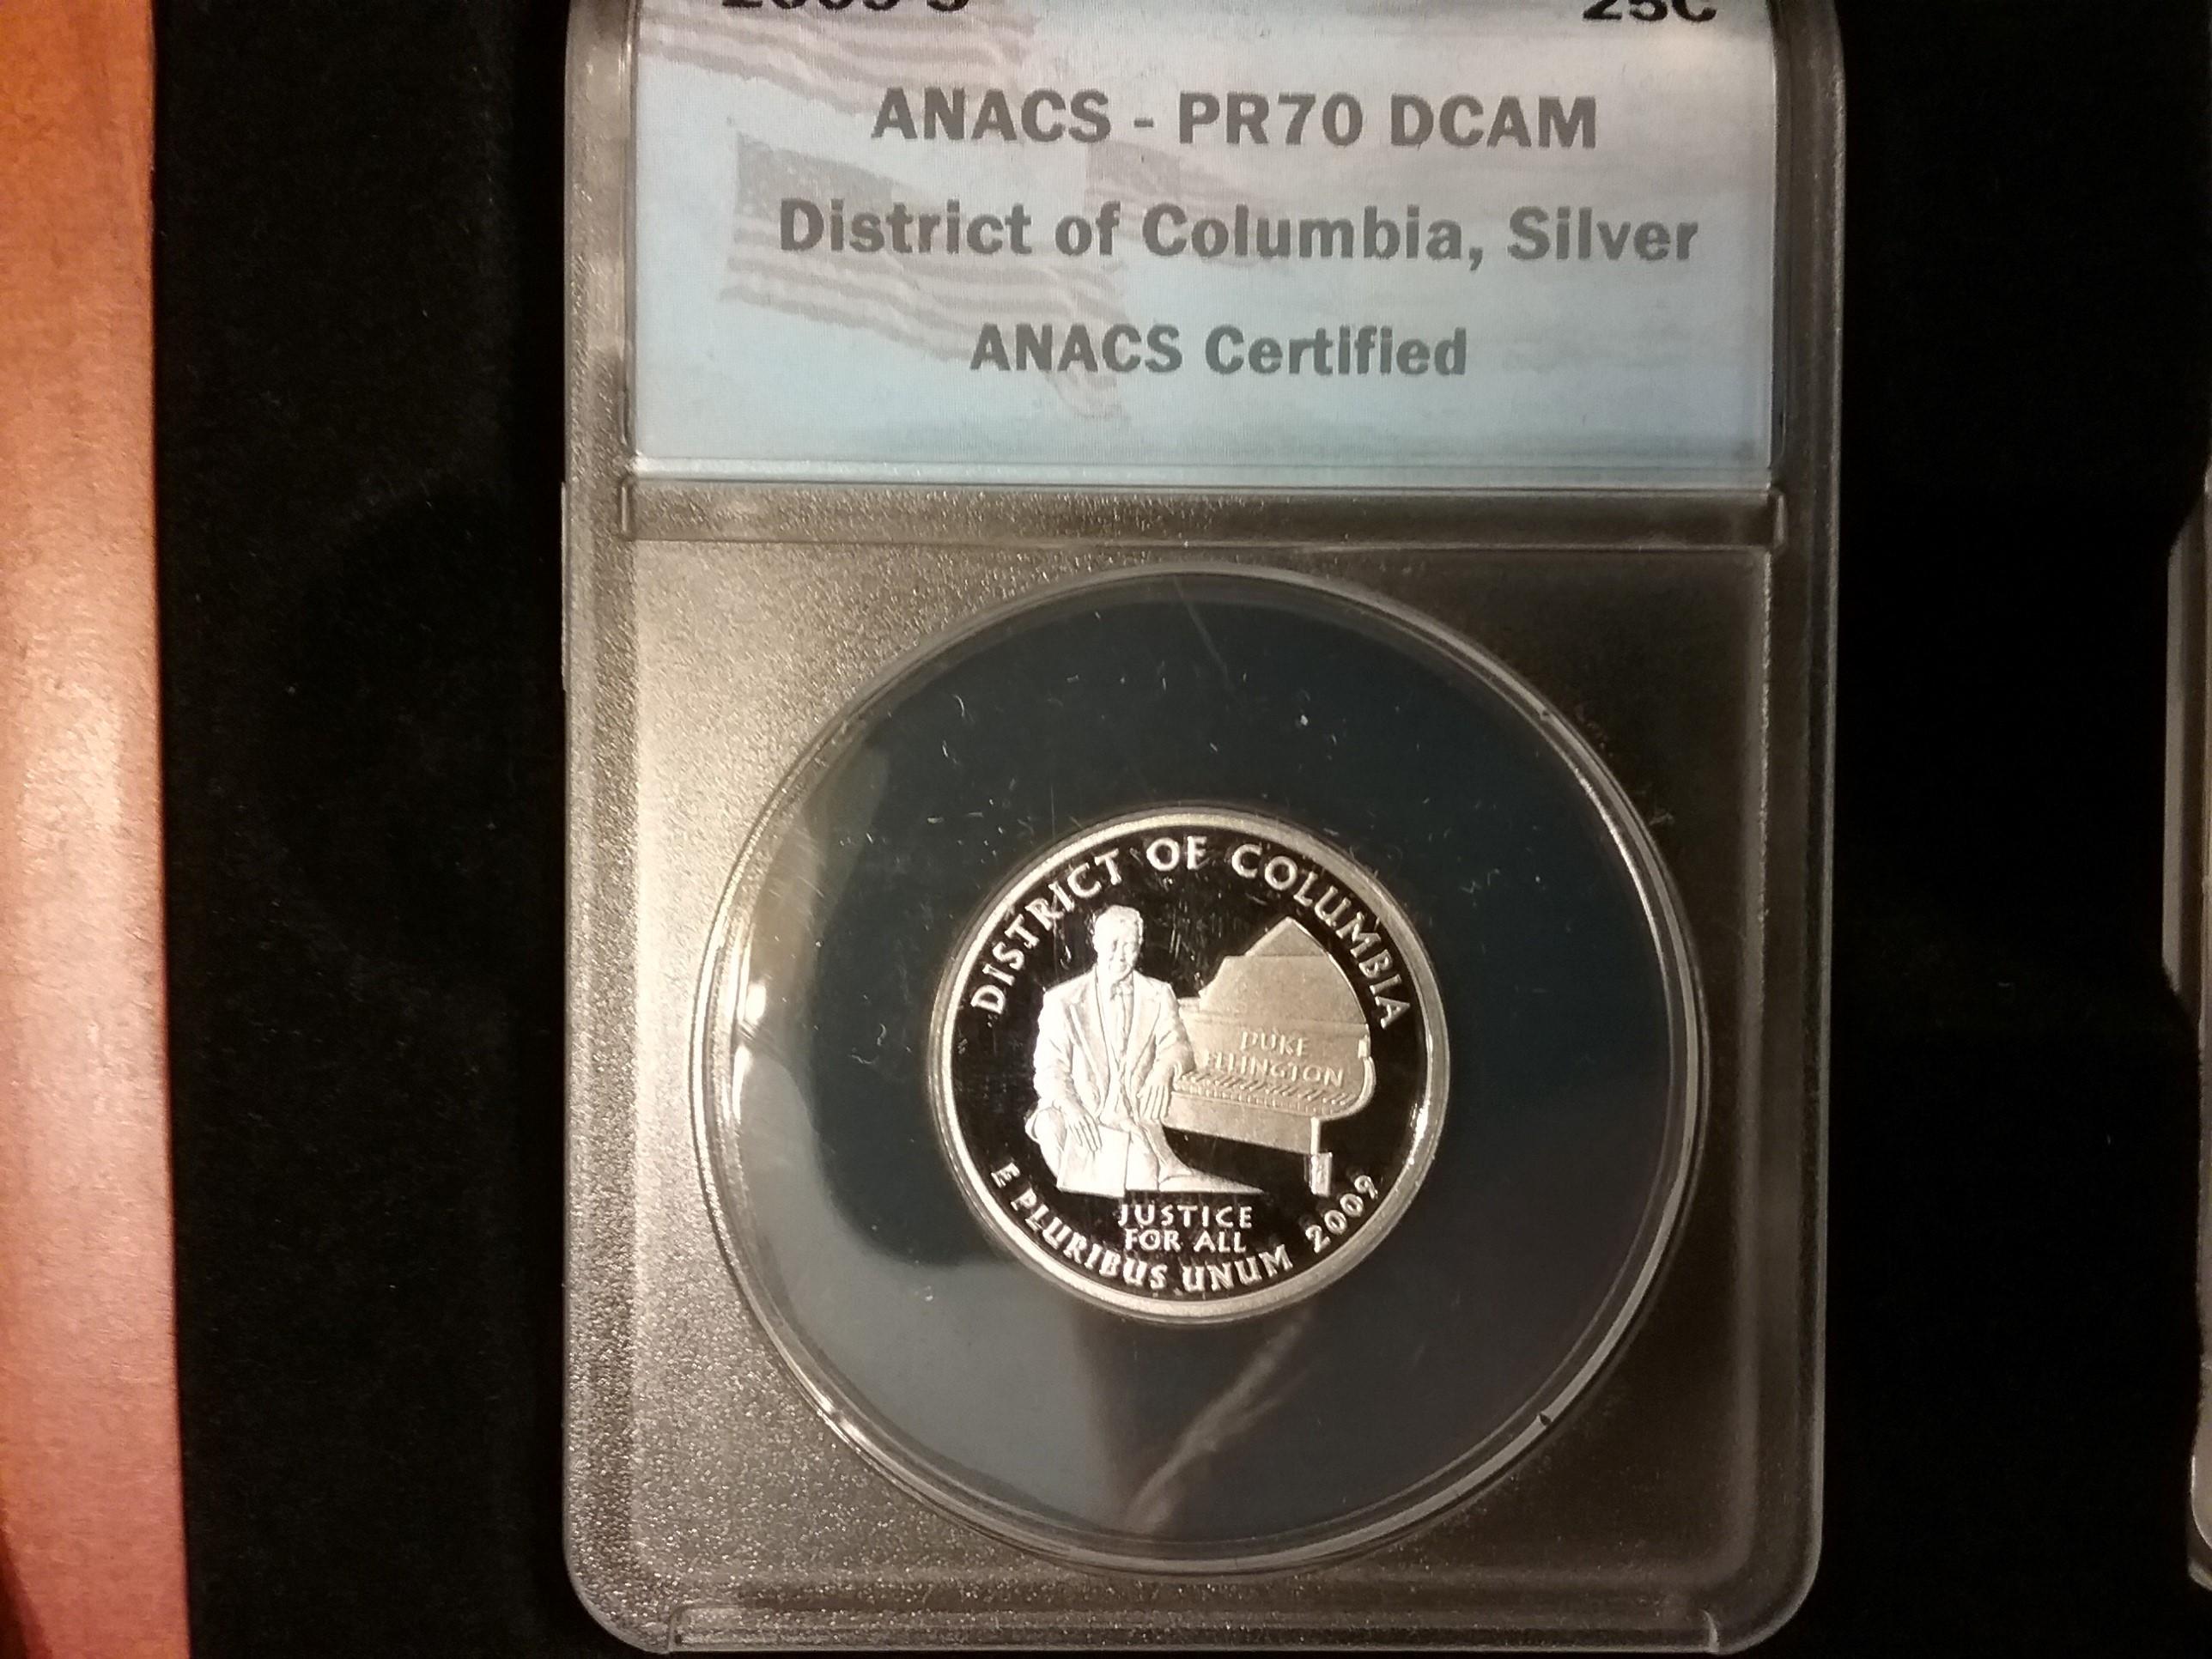 2009 S 25C
ANACS - PR70 DCAM
District of Columbia, Silver
ANACS Certified
DISTRICT OF COLUMBIA
DUKE
ELLINGTON
JUSTICE
FOR ALL
E PLURIBUS UNUM 2009